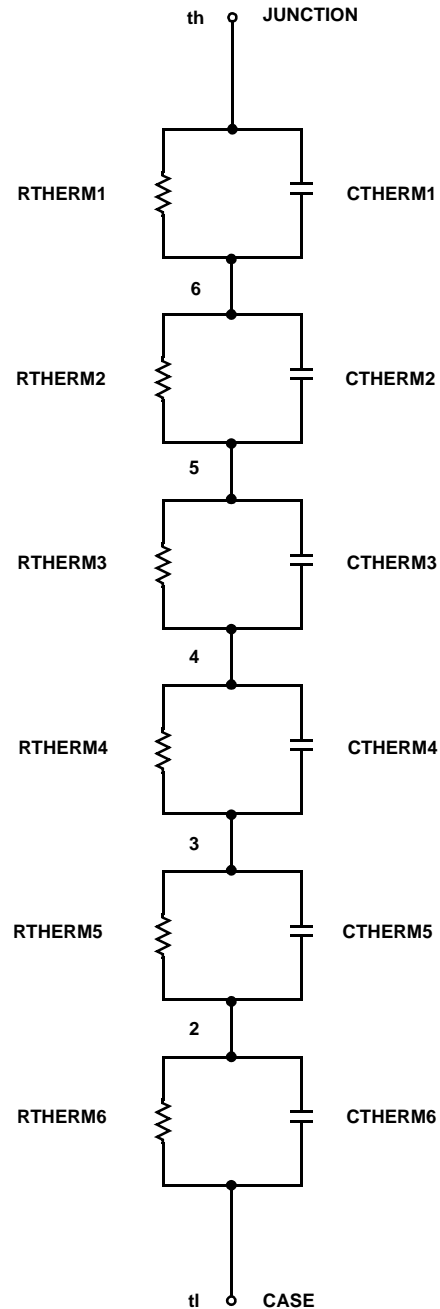 th JUNCTION
RTHERM1 CTHERM1
6
RTHERM2 CTHERM2
5
RTHERM3 CTHERM3
4
RTHERM4 CTHERM4
3
RTHERM5 CTHERM5
2
RTHERM6 CTHERM6
tl CASE